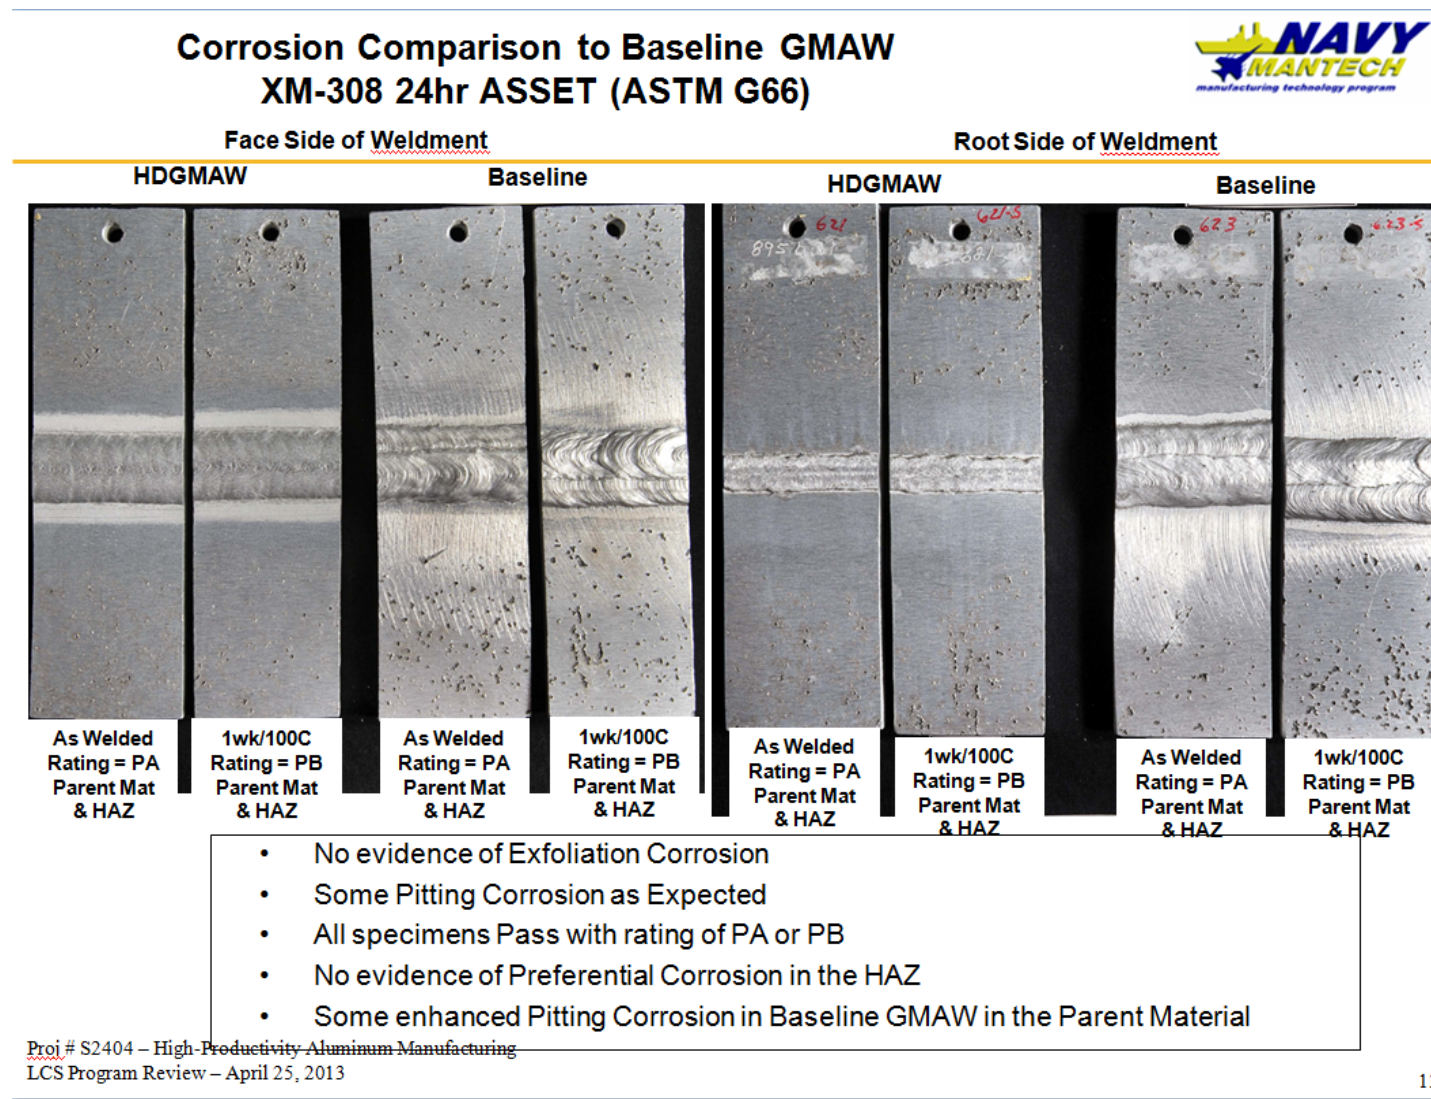 Corrosion Comparison to Baseline GMAW
XM-308 24hr ASSET (ASTM G66)
NAVY
MANTECH
manufacturing technology program
Face Side of Weldment
Root Side of Weldment
HDGMAW
Baseline
HDGMAW
Baseline
621
621-S
623
623-S
As Welded
Rating = PA
Parent Mat
& HAZ
1wk/100C
Rating = PB
Parent Mat
& HAZ
As Welded
Rating = PA
Parent Mat
& HAZ
1wk/100C
Rating = PB
Parent Mat
& HAZ
As Welded
Rating = PA
Parent Mat
& HAZ
1wk/100C
Rating = PB
Parent Mat
& HAZ
As Welded
Rating = PA
Parent Mat
& HAZ
1wk/100C
Rating = PB
Parent Mat
& HAZ
• No evidence of Exfoliation Corrosion
• Some Pitting Corrosion as Expected
• All specimens Pass with rating of PA or PB
• No evidence of Preferential Corrosion in the HAZ
• Some enhanced Pitting Corrosion in Baseline GMAW in the Parent Material
Proj # S2404 – High-Productivity Aluminum Manufacturing
LCS Program Review – April 25, 2013